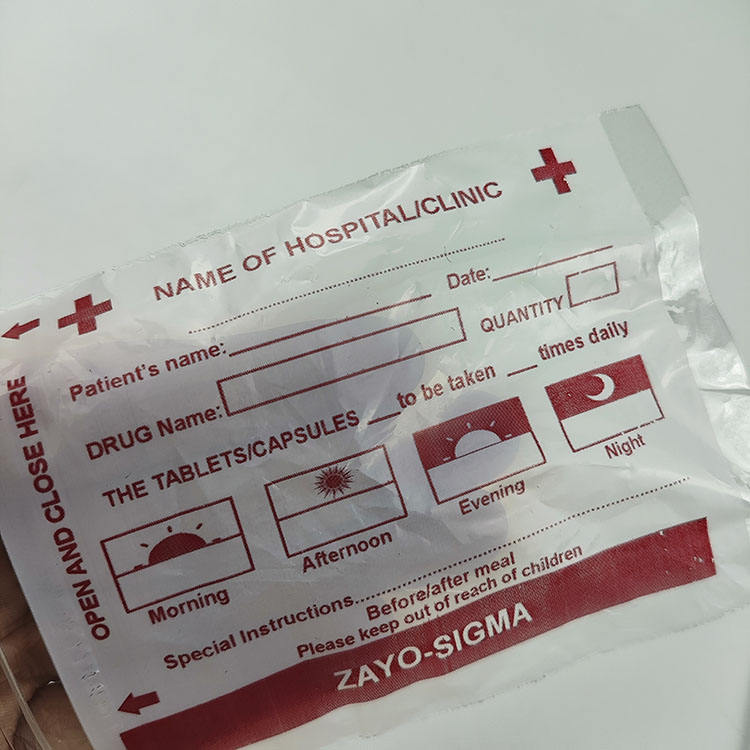 NAME OF HOSPITAL/CLINIC
Date:
Patient's name:
QUANTITY
DRUG Name:
THE TABLETS/CAPSULES __ to be taken __ times daily
Morning
Afternoon
Evening
Night
Special Instructions
Before/after meal
Please keep out of reach of children
ZAYO-SIGMA
OPEN AND CLOSE HERE